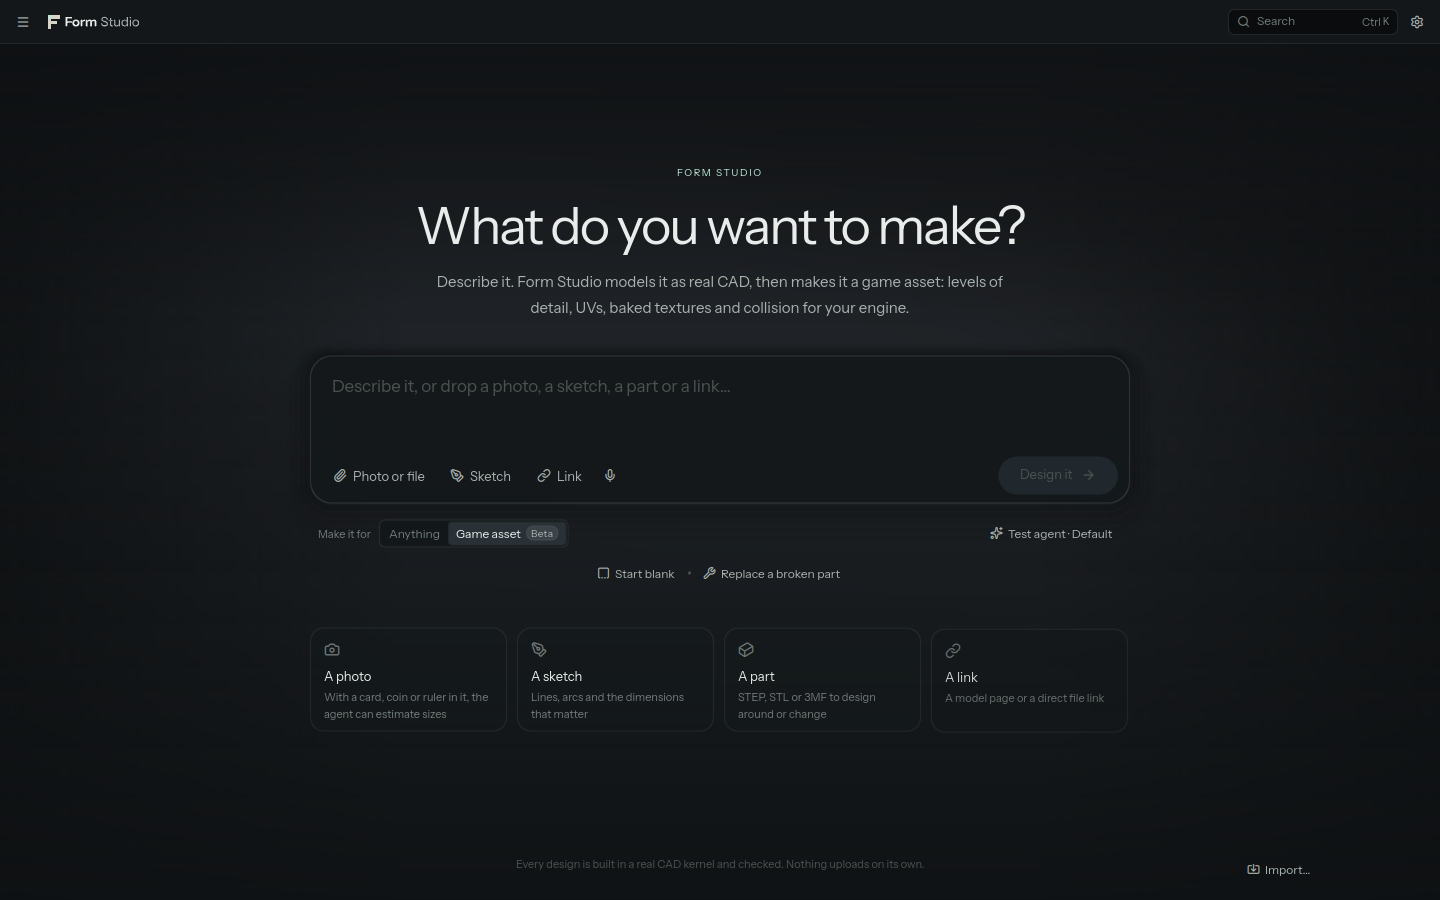 Form Studio
Search
Ctrl K
FORM STUDIO
What do you want to make?
Describe it. Form Studio models it as real CAD, then makes it a game asset: levels of
detail, UVs, baked textures and collision for your engine.
Describe it, or drop a photo, a sketch, a part or a link...
Photo or file
Sketch
Link
Design it
Make it for
Anything
Game asset
Beta
Test agent · Default
Start blank
Replace a broken part
A photo
With a card, coin or ruler in it, the
agent can estimate sizes
A sketch
Lines, arcs and the dimensions
that matter
A part
STEP, STL or 3MF to design
around or change
A link
A model page or a direct file link
Every design is built in a real CAD kernel and checked. Nothing uploads on its own.
Import...